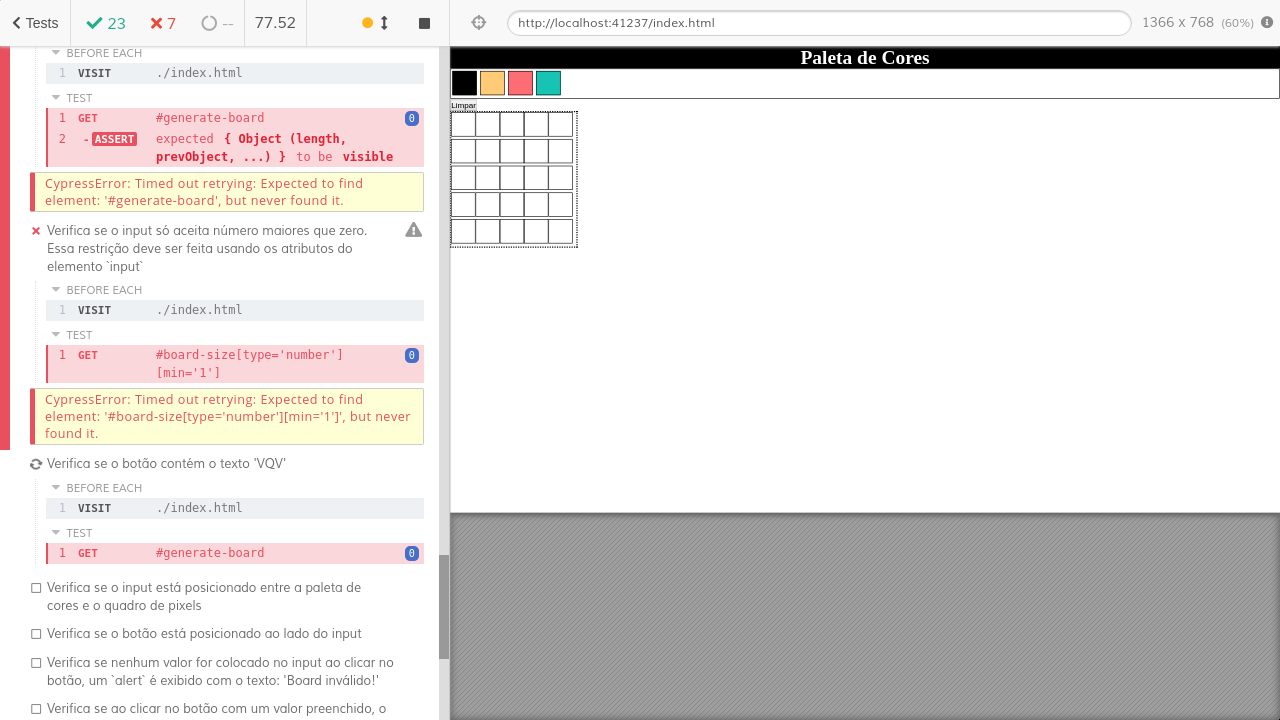 Tests
23
7
--
77.52
http://localhost:41237/index.html
1366 x 768 (60%)
BEFORE EACH
1 VISIT ./index.html
TEST
1 GET #generate-board 0
2 -ASSERT expected { Object (length,
prevObject, ...) } to be visible
CypressError: Timed out retrying: Expected to find
element: '#generate-board', but never found it.
Verifica se o input só aceita número maiores que zero.
Essa restrição deve ser feita usando os atributos do
elemento `input`
BEFORE EACH
1 VISIT ./index.html
TEST
1 GET #board-size[type='number'] 0
[min='1']
CypressError: Timed out retrying: Expected to find
element: '#board-size[type='number'][min='1']', but never
found it.
Verifica se o botão contém o texto 'VQV'
BEFORE EACH
1 VISIT ./index.html
TEST
1 GET #generate-board 0
Verifica se o input está posicionado entre a paleta de
cores e o quadro de pixels
Verifica se o botão está posicionado ao lado do input
Verifica se nenhum valor for colocado no input ao clicar no
botão, um `alert` é exibido com o texto: 'Board inválido!'
Verifica se ao clicar no botão com um valor preenchido, o
Paleta de Cores
Limpar